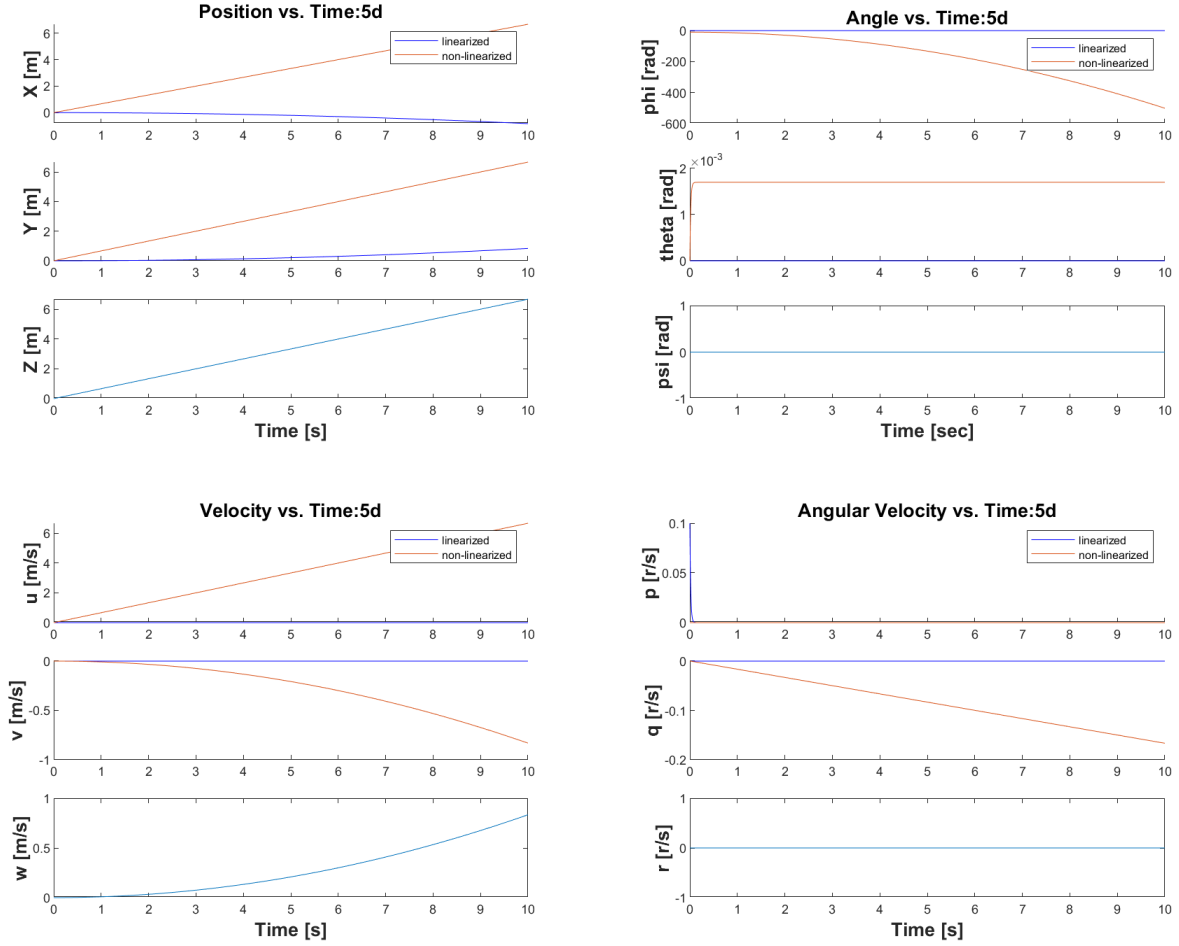 Position vs. Time:5d
X [m]
6
4
2
0
linearized
non-linearized
0 1 2 3 4 5 6 7 8 9 10
Y [m]
6
4
2
0
0 1 2 3 4 5 6 7 8 9 10
Z [m]
6
4
2
0
0 1 2 3 4 5 6 7 8 9 10
Time [s]
Angle vs. Time:5d
phi [rad]
0
-200
-400
-600
linearized
non-linearized
0 1 2 3 4 5 6 7 8 9 10
×10⁻³
theta [rad]
2
1
0
0 1 2 3 4 5 6 7 8 9 10
psi [rad]
1
0
-1
0 1 2 3 4 5 6 7 8 9 10
Time [sec]
Velocity vs. Time:5d
u [m/s]
6
4
2
0
linearized
non-linearized
0 1 2 3 4 5 6 7 8 9 10
v [m/s]
0
-0.5
-1
0 1 2 3 4 5 6 7 8 9 10
w [m/s]
1
0.5
0
0 1 2 3 4 5 6 7 8 9 10
Time [s]
Angular Velocity vs. Time:5d
p [r/s]
0.1
0.05
0
linearized
non-linearized
0 1 2 3 4 5 6 7 8 9 10
q [r/s]
0
-0.1
-0.2
0 1 2 3 4 5 6 7 8 9 10
r [r/s]
1
0
-1
0 1 2 3 4 5 6 7 8 9 10
Time [s]